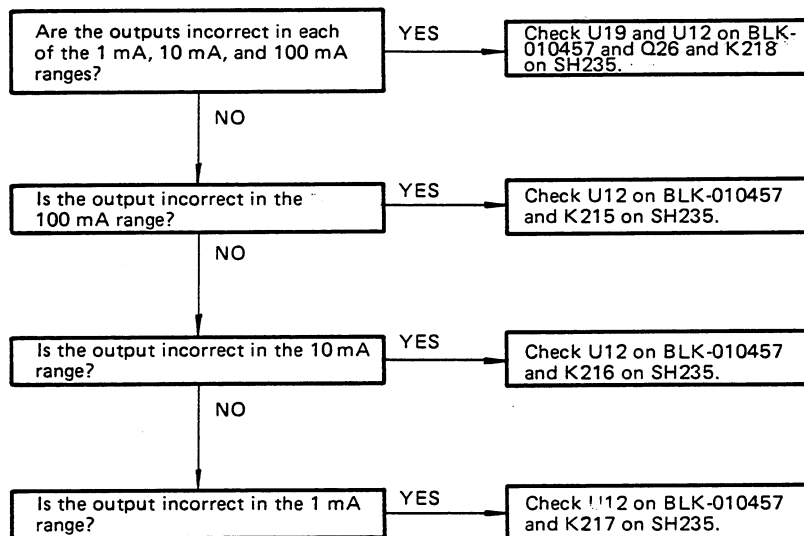 Are the outputs incorrect in each
of the 1 mA, 10 mA, and 100 mA
ranges?
YES
Check U19 and U12 on BLK-
010457 and Q26 and K218
on SH235.
NO
Is the output incorrect in the
100 mA range?
YES
Check U12 on BLK-010457
and K215 on SH235.
NO
Is the output incorrect in the 10 mA
range?
YES
Check U12 on BLK-010457
and K216 on SH235.
NO
Is the output incorrect in the 1 mA
range?
YES
Check U12 on BLK-010457
and K217 on SH235.